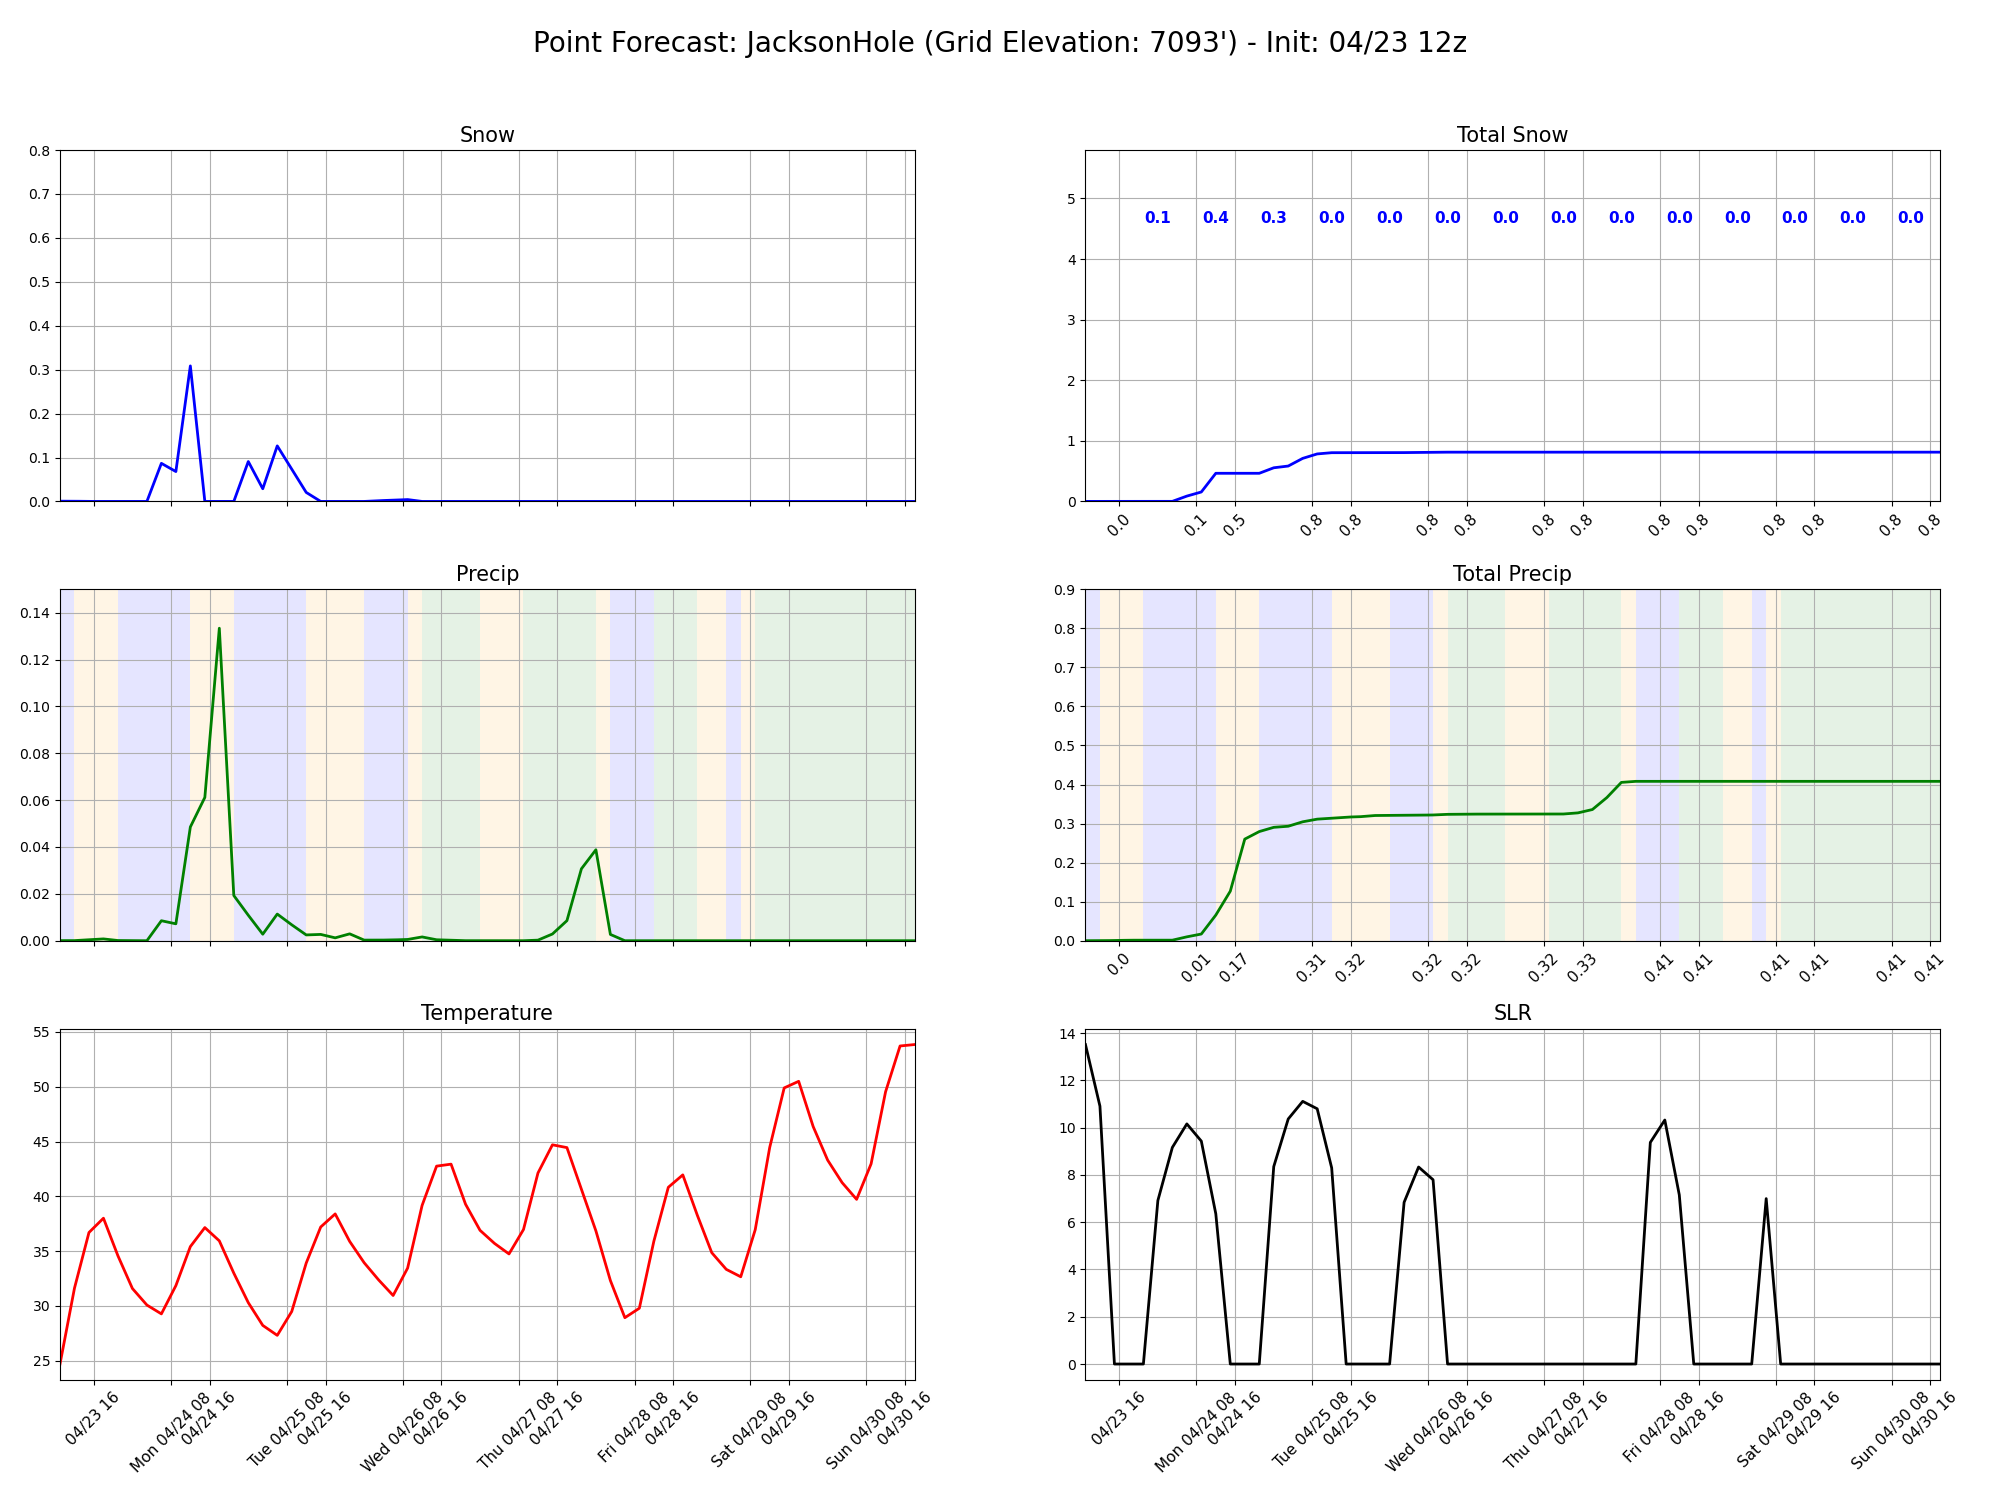 Point Forecast: JacksonHole (Grid Elevation: 7093') - Init: 04/23 12z
Snow
0.8
0.7
0.6
0.5
0.4
0.3
0.2
0.1
0.0
Total Snow
5
4
3
2
1
0
0.1 0.4 0.3 0.0 0.0 0.0 0.0 0.0 0.0 0.0 0.0 0.0 0.0 0.0
0.0 0.1 0.5 0.8 0.8 0.8 0.8 0.8 0.8 0.8 0.8 0.8 0.8 0.8 0.8
Precip
0.14
0.12
0.10
0.08
0.06
0.04
0.02
0.00
Total Precip
0.9
0.8
0.7
0.6
0.5
0.4
0.3
0.2
0.1
0.0
0.0 0.01 0.17 0.31 0.32 0.32 0.32 0.32 0.33 0.41 0.41 0.41 0.41 0.41 0.41
Temperature
55
50
45
40
35
30
25
04/23 16
Mon 04/24 08
04/24 16
Tue 04/25 08
04/25 16
Wed 04/26 08
04/26 16
Thu 04/27 08
04/27 16
Fri 04/28 08
04/28 16
Sat 04/29 08
04/29 16
Sun 04/30 08
04/30 16
SLR
14
12
10
8
6
4
2
0
04/23 16
Mon 04/24 08
04/24 16
Tue 04/25 08
04/25 16
Wed 04/26 08
04/26 16
Thu 04/27 08
04/27 16
Fri 04/28 08
04/28 16
Sat 04/29 08
04/29 16
Sun 04/30 08
04/30 16